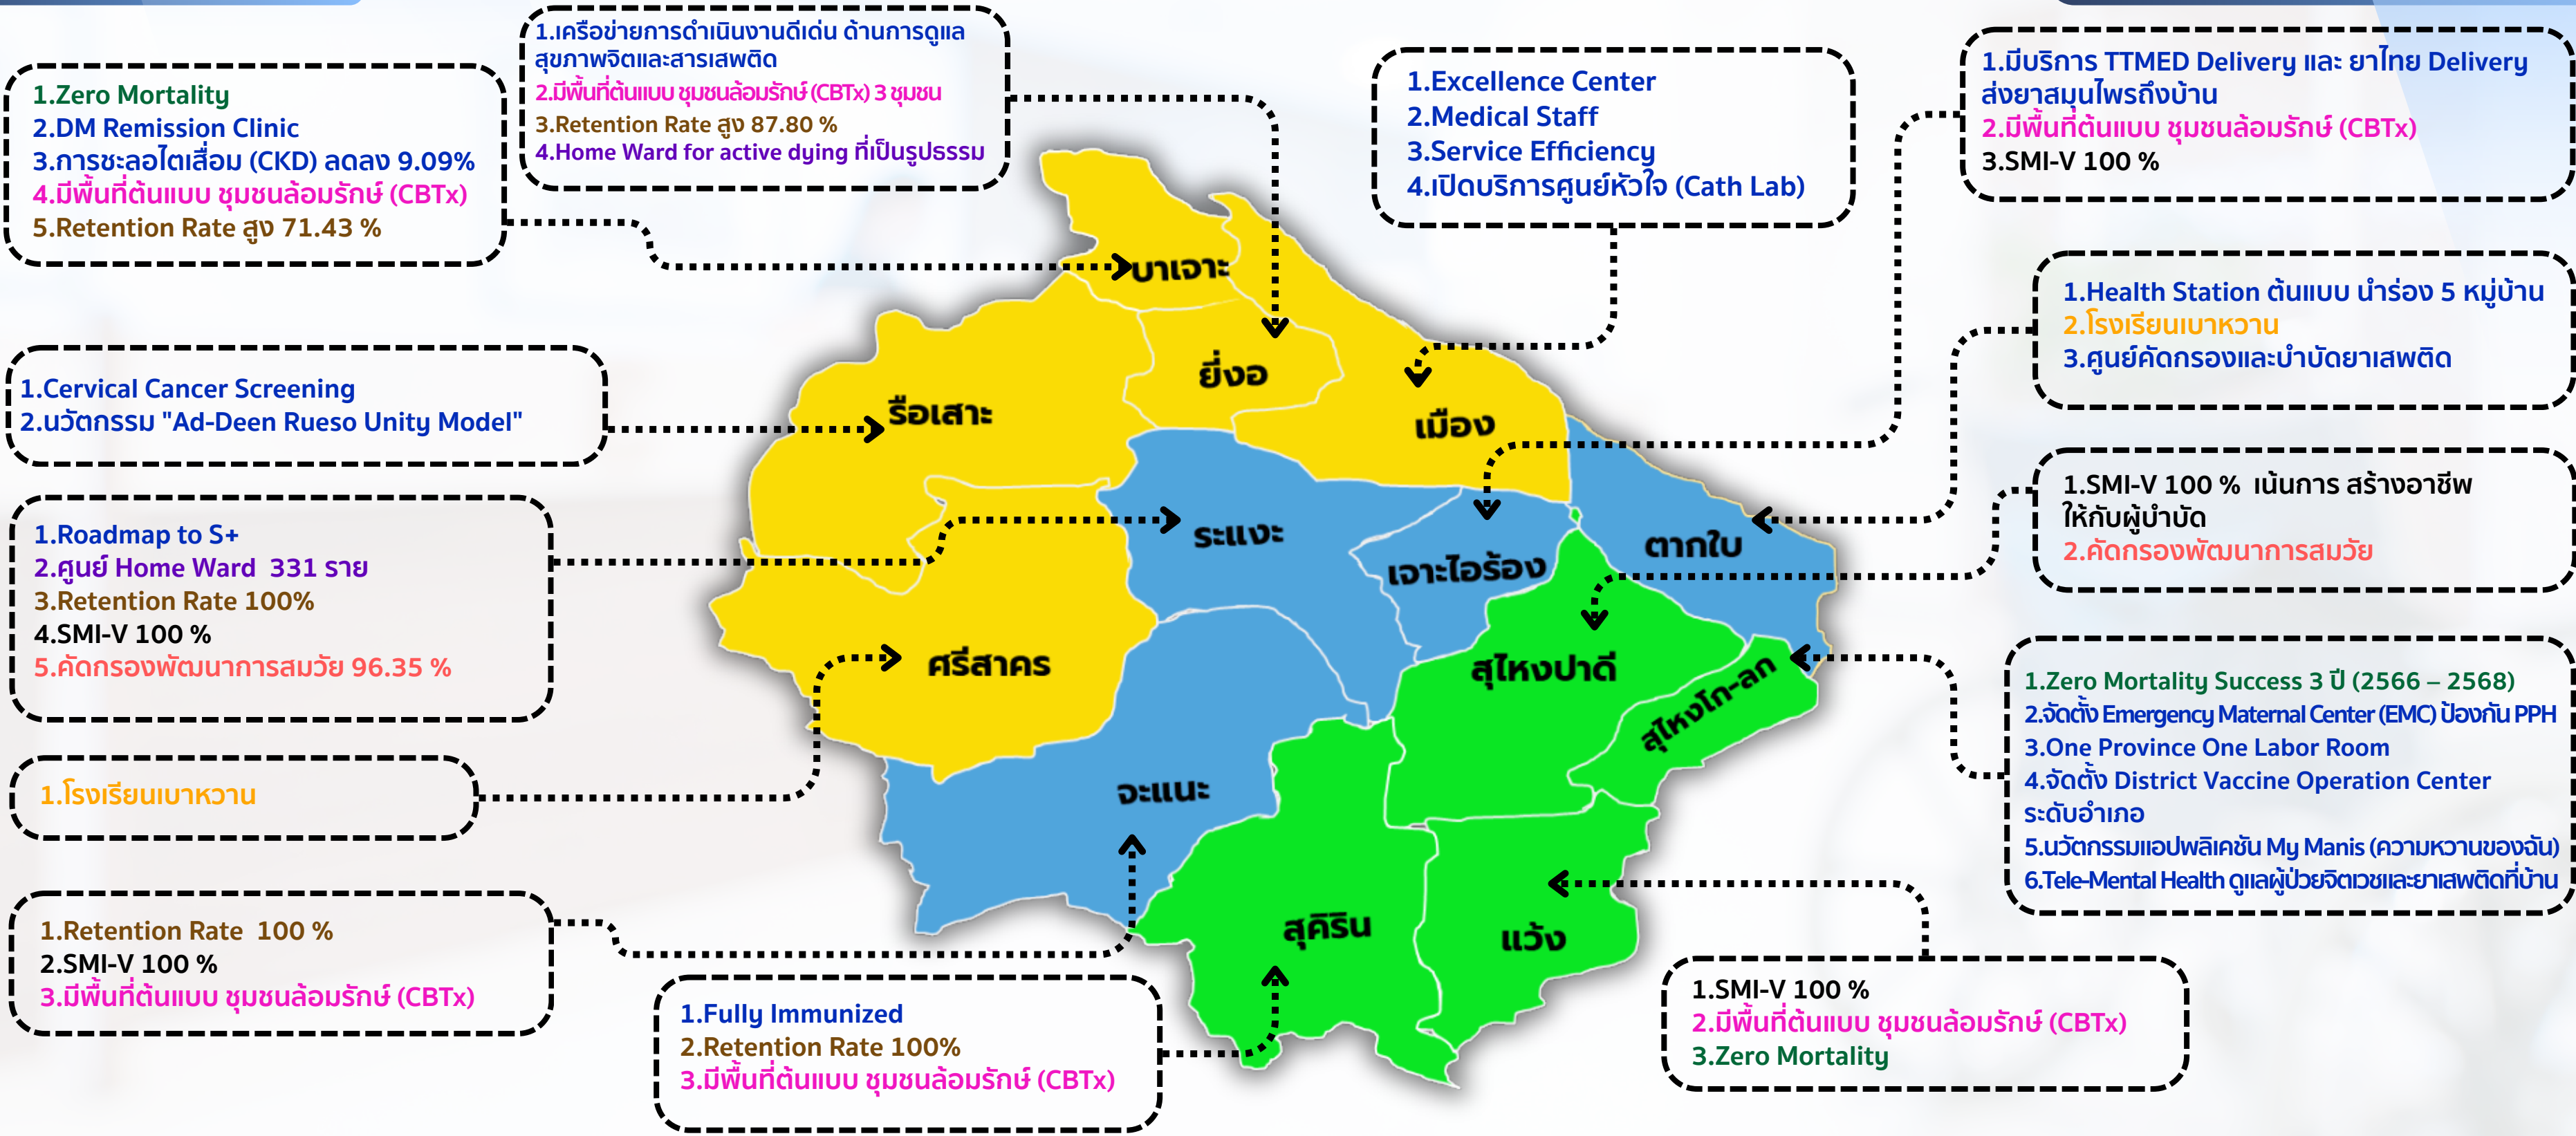 1.Zero Mortality
2.DM Remission Clinic
3.การชะลอไตเสื่อม (CKD) ลดลง 9.09%
4.มีพื้นที่ต้นแบบ ชุมชนล้อมรักษ์ (CBTx)
5.Retention Rate สูง 71.43 %
1.เครือข่ายการดำเนินงานดีเด่น ด้านการดูแล
สุขภาพจิตและสารเสพติด
2.มีพื้นที่ต้นแบบ ชุมชนล้อมรักษ์ (CBTx) 3 ชุมชน
3.Retention Rate สูง 87.80 %
4.Home Ward for active dying ที่เป็นรูปธรรม
1.Excellence Center
2.Medical Staff
3.Service Efficiency
4.เปิดบริการศูนย์หัวใจ (Cath Lab)
1.มีบริการ TTMED Delivery และ ยาไทย Delivery
ส่งยาสมุนไพรถึงบ้าน
2.มีพื้นที่ต้นแบบ ชุมชนล้อมรักษ์ (CBTx)
3.SMI-V 100 %
1.Health Station ต้นแบบ นำร่อง 5 หมู่บ้าน
2.โรงเรียนเบาหวาน
3.ศูนย์คัดกรองและบำบัดยาเสพติด
1.Cervical Cancer Screening
2.นวัตกรรม "Ad-Deen Rueso Unity Model"
1.SMI-V 100 % เน้นการ สร้างอาชีพ
ให้กับผู้บำบัด
2.คัดกรองพัฒนาการสมวัย
1.Roadmap to S+
2.ศูนย์ Home Ward 331 ราย
3.Retention Rate 100%
4.SMI-V 100 %
5.คัดกรองพัฒนาการสมวัย 96.35 %
1.Zero Mortality Success 3 ปี (2566 – 2568)
2.จัดตั้ง Emergency Maternal Center (EMC) ป้องกัน PPH
3.One Province One Labor Room
4.จัดตั้ง District Vaccine Operation Center
ระดับอำเภอ
5.นวัตกรรมแอปพลิเคชัน My Manis (ความหวานของฉัน)
6.Tele-Mental Health ดูแลผู้ป่วยจิตเวชและยาเสพติดที่บ้าน
1.โรงเรียนเบาหวาน
1.Retention Rate 100 %
2.SMI-V 100 %
3.มีพื้นที่ต้นแบบ ชุมชนล้อมรักษ์ (CBTx)
1.Fully Immunized
2.Retention Rate 100%
3.มีพื้นที่ต้นแบบ ชุมชนล้อมรักษ์ (CBTx)
1.SMI-V 100 %
2.มีพื้นที่ต้นแบบ ชุมชนล้อมรักษ์ (CBTx)
3.Zero Mortality
บาเจาะ
ยี่งอ
รือเสาะ
เมือง
ระแงะ
เจาะไอร้อง
ตากใบ
ศรีสาคร
สุไหงปาดี
สุไหงโก-ลก
จะแนะ
สุคิริน
แว้ง